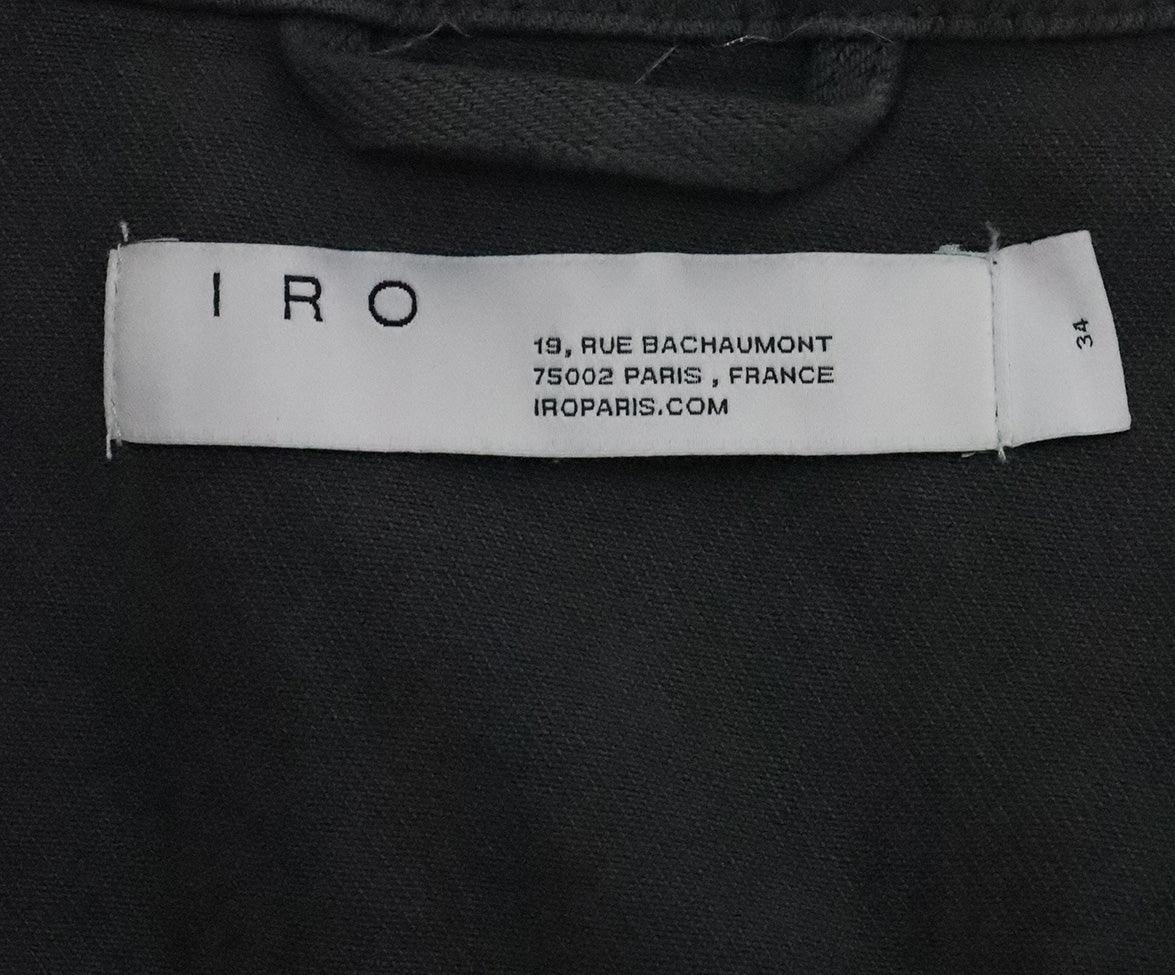 IRO
19, RUE BACHAUMONT
75002 PARIS , FRANCE
IROPARIS.COM
34